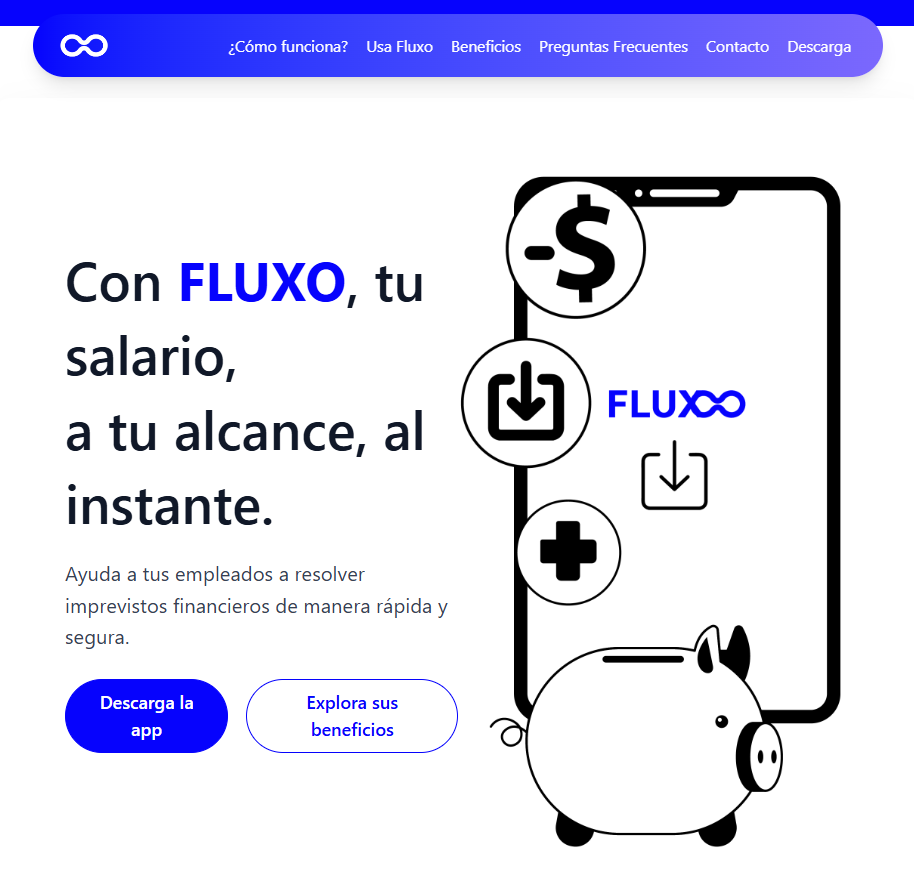 ¿Cómo funciona? Usa Fluxo Beneficios Preguntas Frecuentes Contacto Descarga
Con FLUXO, tu
salario,
a tu alcance, al
instante.
Ayuda a tus empleados a resolver
imprevistos financieros de manera rápida y
segura.
Descarga la
app
Explora sus
beneficios
-$
FLUXO